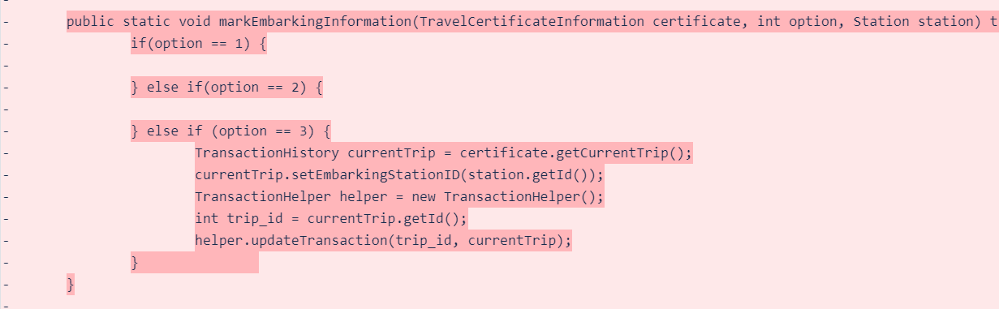 -
- public static void markEmbarkingInformation(TravelCertificateInformation certificate, int option, Station station) t
- if(option == 1) {
-
- } else if(option == 2) {
-
- } else if (option == 3) {
- TransactionHistory currentTrip = certificate.getCurrentTrip();
- currentTrip.setEmbarkingStationID(station.getId());
- TransactionHelper helper = new TransactionHelper();
- int trip_id = currentTrip.getId();
- helper.updateTransaction(trip_id, currentTrip);
- }
- }
-